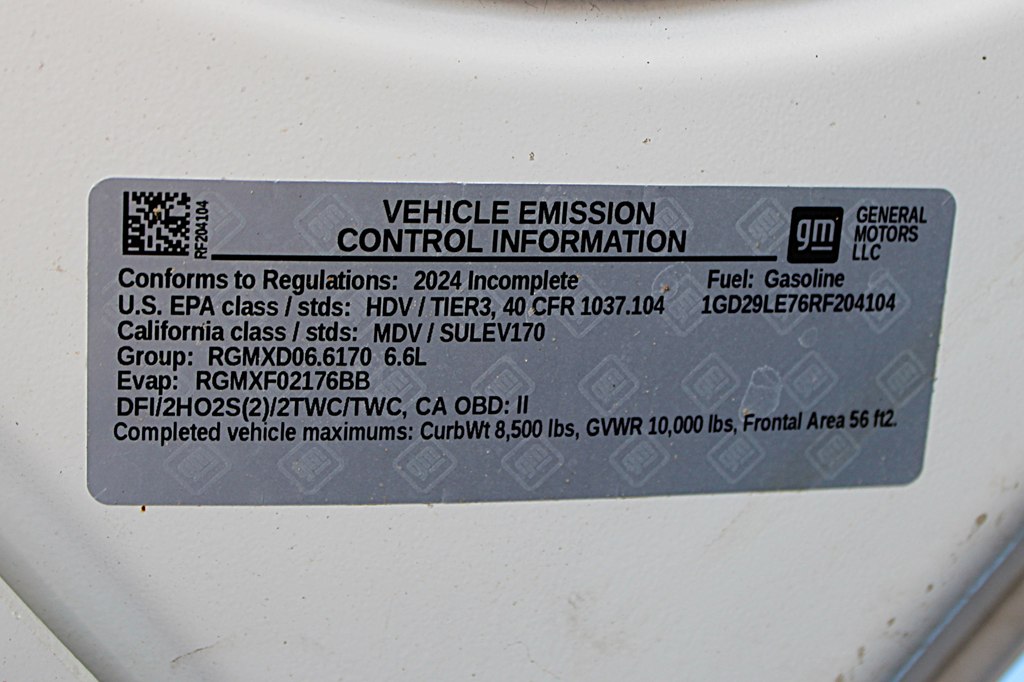 RF204104
VEHICLE EMISSION
CONTROL INFORMATION
gm
GENERAL
MOTORS
LLC
Conforms to Regulations: 2024 Incomplete Fuel: Gasoline
U.S. EPA class / stds: HDV / TIER3, 40 CFR 1037.104 1GD29LE76RF204104
California class / stds: MDV / SULEV170
Group: RGMXD06.6170 6.6L
Evap: RGMXF02176BB
DFI/2HO2S(2)/2TWC/TWC, CA OBD: II
Completed vehicle maximums: CurbWt 8,500 lbs, GVWR 10,000 lbs, Frontal Area 56 ft2.